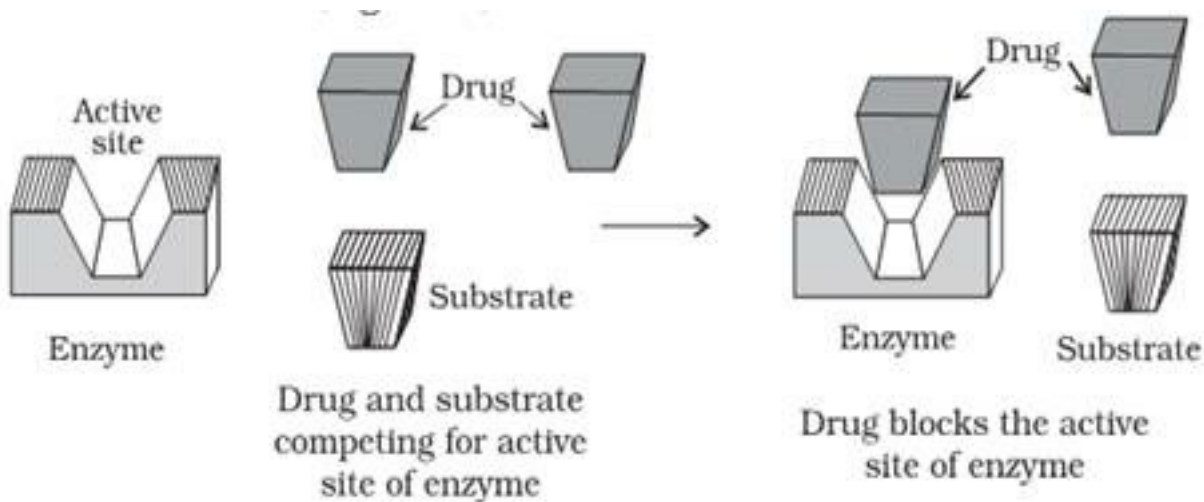 Active
site
Enzyme
Drug
Substrate
Drug and substrate
competing for active
site of enzyme
Drug
Enzyme
Substrate
Drug blocks the active
site of enzyme